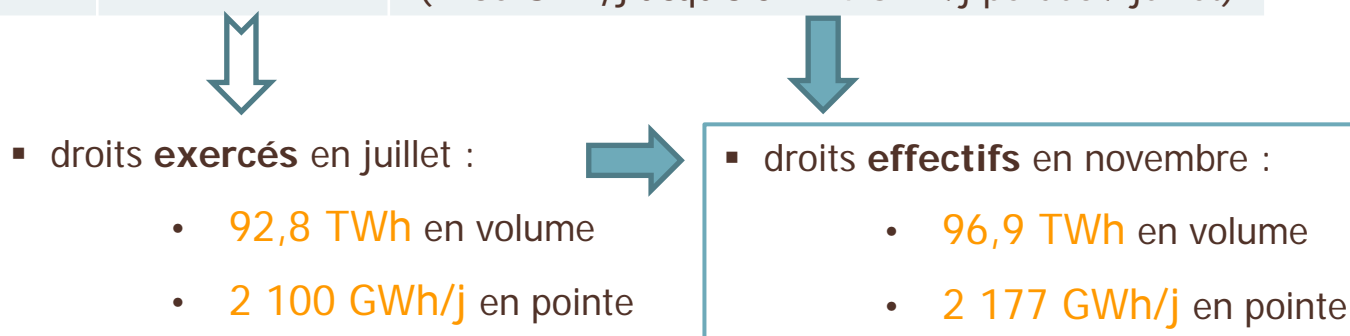 droits exercés en juillet :
92,8 TWh en volume
2 100 GWh/j en pointe
droits effectifs en novembre :
96,9 TWh en volume
2 177 GWh/j en pointe